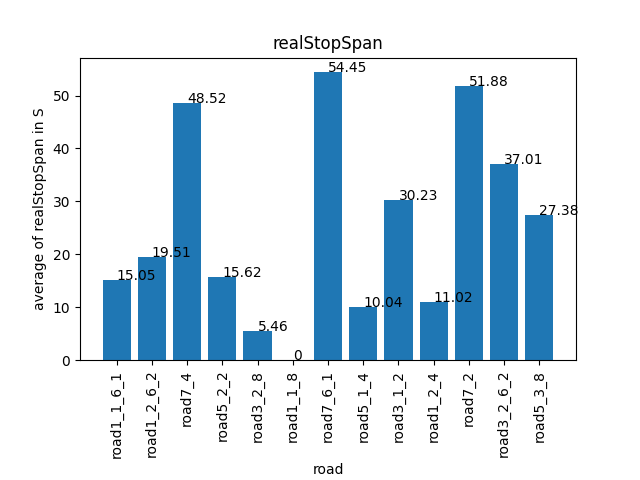 realStopSpan
average of realStopSpan in S
50
40
30
20
10
0
15.05
19.51
48.52
15.62
5.46
0
54.45
10.04
30.23
11.02
51.88
37.01
27.38
road1_1_6_1
road1_2_6_2
road7_4
road5_2_2
road3_2_8
road1_1_8
road7_6_1
road5_1_4
road3_1_2
road1_2_4
road7_2
road3_2_6_2
road5_3_8
road